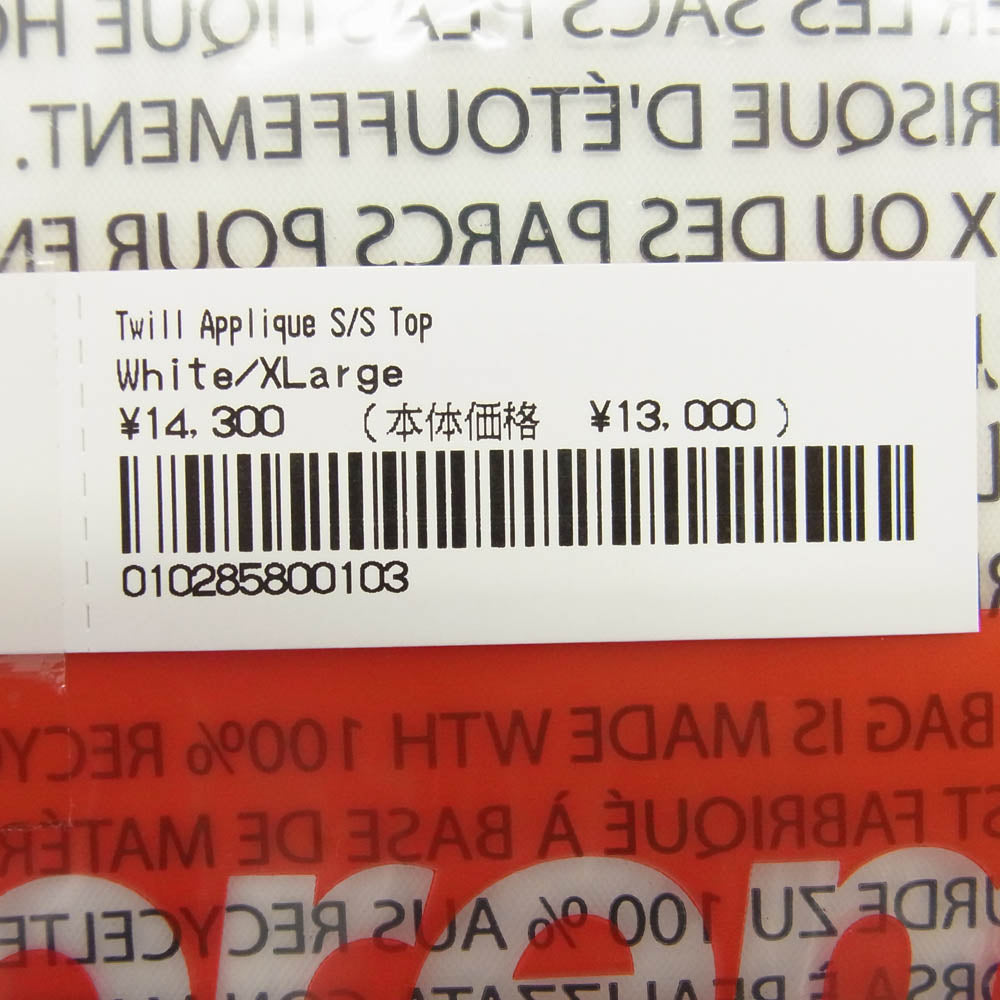 ER LES SACS PLASTIQUE HO
RISQUE D'ÉTOUFFEMENT.
X OU DES PARCS POUR EN
Twill Applique S/S Top
White/XLarge
¥14,300 (本体価格 ¥13,000)
010285800103
BAG IS MADE WTH 100% RECYC
ST FABRIQUÉ À BASE DE MATÉR
URDE ZU 100 % AUS RECYCELTE
prem